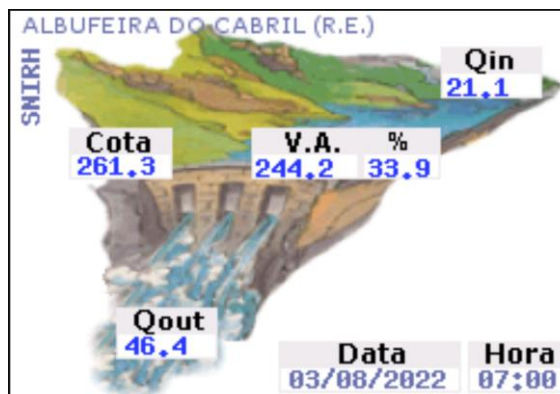 ALBUFEIRA DO CABRIL (R.E.)
SNIRH
Qin
21.1
Cota
261.3
V.A. %
244.2 33.9
Qout
46.4
Data Hora
03/08/2022 07:00